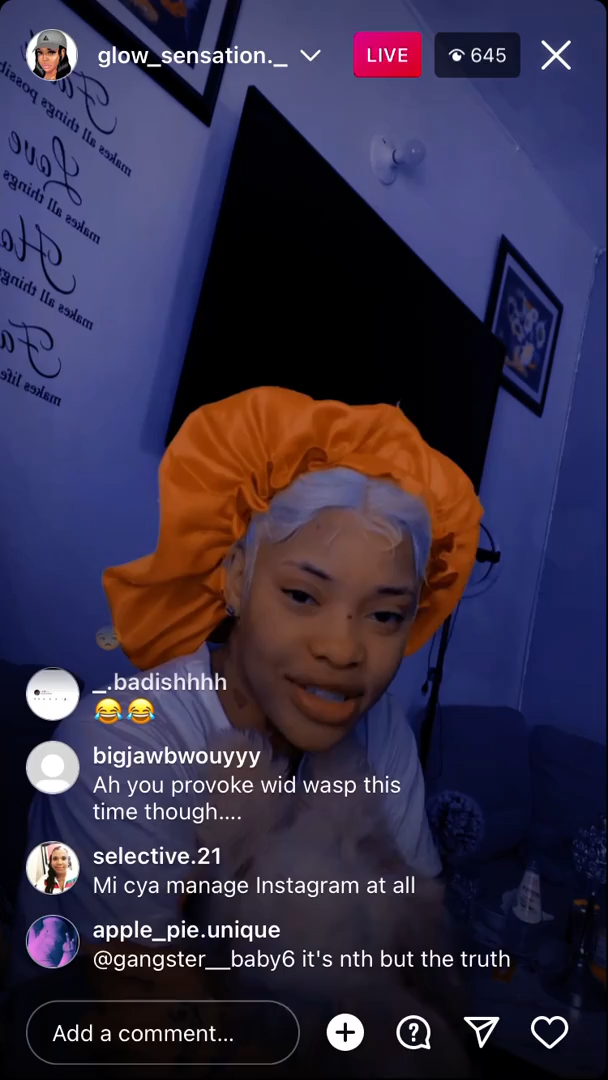 glow_sensation._
LIVE
645
makes all things possibl
Love
makes all things
makes all things
makes life
_.badishhhh
😂😂
bigjawbwouyyy
Ah you provoke wid wasp this
time though....
selective.21
Mi cya manage Instagram at all
apple_pie.unique
@gangster__baby6 it's nth but the truth
Add a comment...